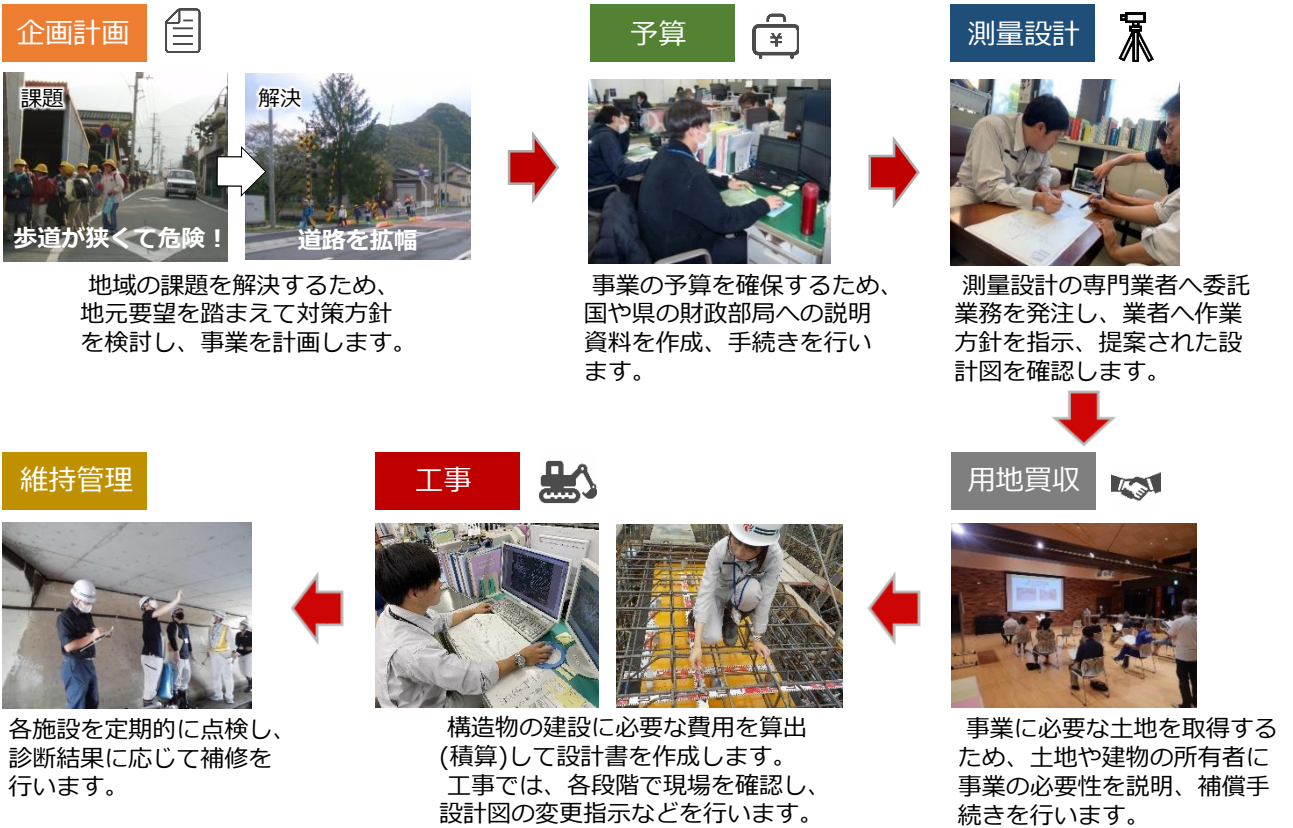 企画計画
課題
歩道が狭くて危険！
解決
道路を拡幅
地域の課題を解決するため、
地元要望を踏まえて対策方針
を検討し、事業を計画します。
予算
¥
事業の予算を確保するため、
国や県の財政部局への説明
資料を作成、手続きを行い
ます。
測量設計
測量設計の専門業者へ委託
業務を発注し、業者へ作業
方針を指示、提案された設
計図を確認します。
用地買収
事業に必要な土地を取得する
ため、土地や建物の所有者に
事業の必要性を説明、補償手
続きを行います。
工事
構造物の建設に必要な費用を算出
(積算)して設計書を作成します。
工事では、各段階で現場を確認し、
設計図の変更指示などを行います。
維持管理
各施設を定期的に点検し、
診断結果に応じて補修を
行います。